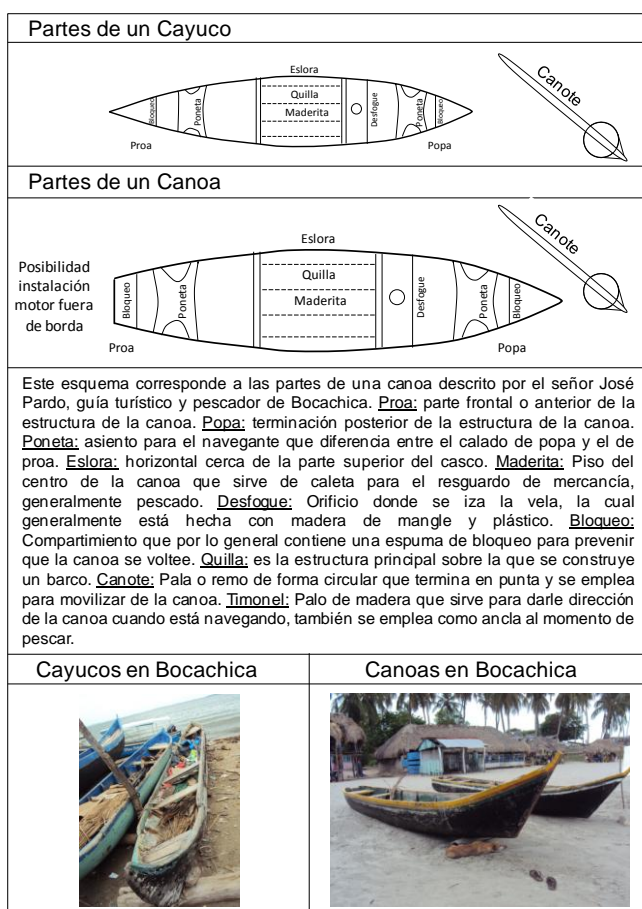 Partes de un Cayuco
Eslora
Canote
Bloqueo
Poneta
Quilla
Maderita
Desfogue
Poneta
Bloqueo
Proa
Popa
Partes de un Canoa
Eslora
Canote
Posibilidad
instalación
motor fuera
de borda
Bloqueo
Poneta
Quilla
Maderita
Desfogue
Poneta
Bloqueo
Proa
Popa
Este esquema corresponde a las partes de una canoa descrito por el señor José
Pardo, guía turístico y pescador de Bocachica. Proa: parte frontal o anterior de la
estructura de la canoa. Popa: terminación posterior de la estructura de la canoa.
Poneta: asiento para el navegante que diferencia entre el calado de popa y el de
proa. Eslora: horizontal cerca de la parte superior del casco. Maderita: Piso del
centro de la canoa que sirve de caleta para el resguardo de mercancía,
generalmente pescado. Desfogue: Orificio donde se iza la vela, la cual
generalmente está hecha con madera de mangle y plástico. Bloqueo:
Compartimiento que por lo general contiene una espuma de bloqueo para prevenir
que la canoa se voltee. Quilla: es la estructura principal sobre la que se construye
un barco. Canote: Pala o remo de forma circular que termina en punta y se emplea
para movilizar de la canoa. Timonel: Palo de madera que sirve para darle dirección
de la canoa cuando está navegando, también se emplea como ancla al momento de
pescar.
Cayucos en Bocachica
Canoas en Bocachica